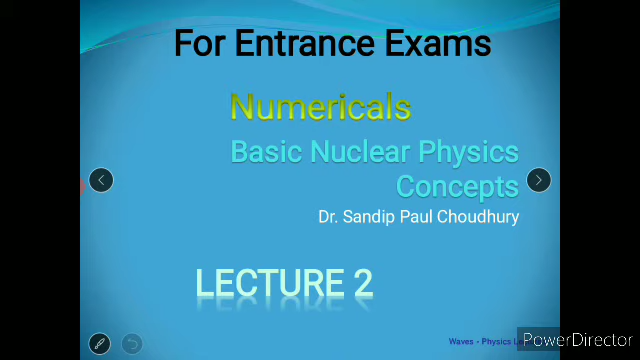 For Entrance Exams
Numericals
Basic Nuclear Physics
Concepts
Dr. Sandip Paul Choudhury
LECTURE 2
Waves - Physics
PowerDirector